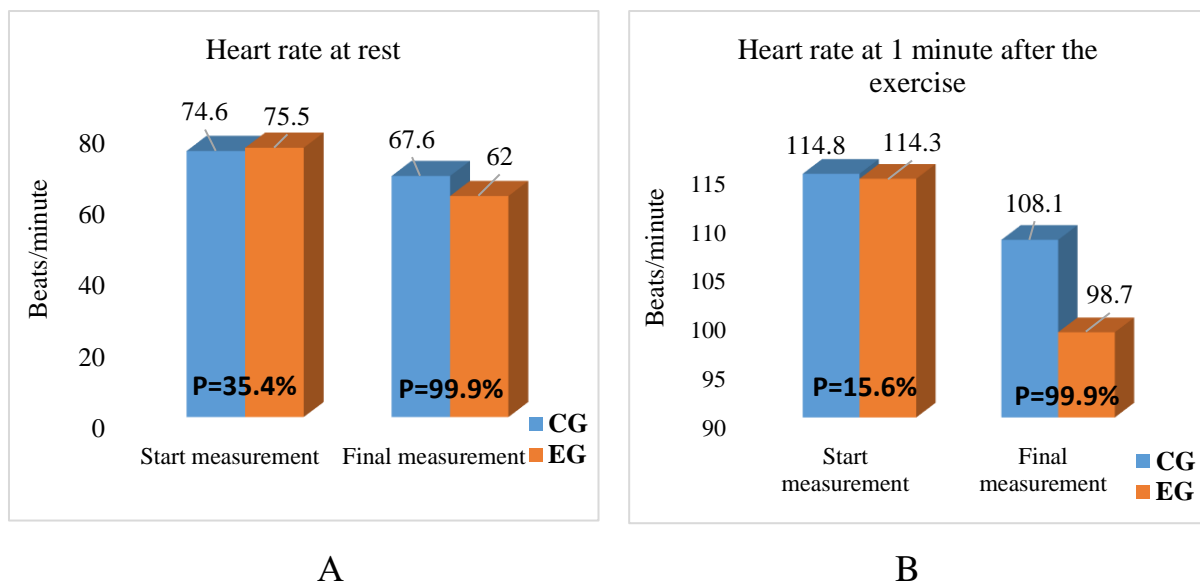 Heart rate at rest
74.6
75.5
67.6
62
80
60
40
20
0
Beats/minute
P=35.4%
P=99.9%
CG
EG
Start measurement
Final measurement
A
Heart rate at 1 minute after the
exercise
114.8
114.3
108.1
98.7
115
110
105
100
95
90
Beats/minute
P=15.6%
P=99.9%
CG
EG
Start
measurement
Final
measurement
B